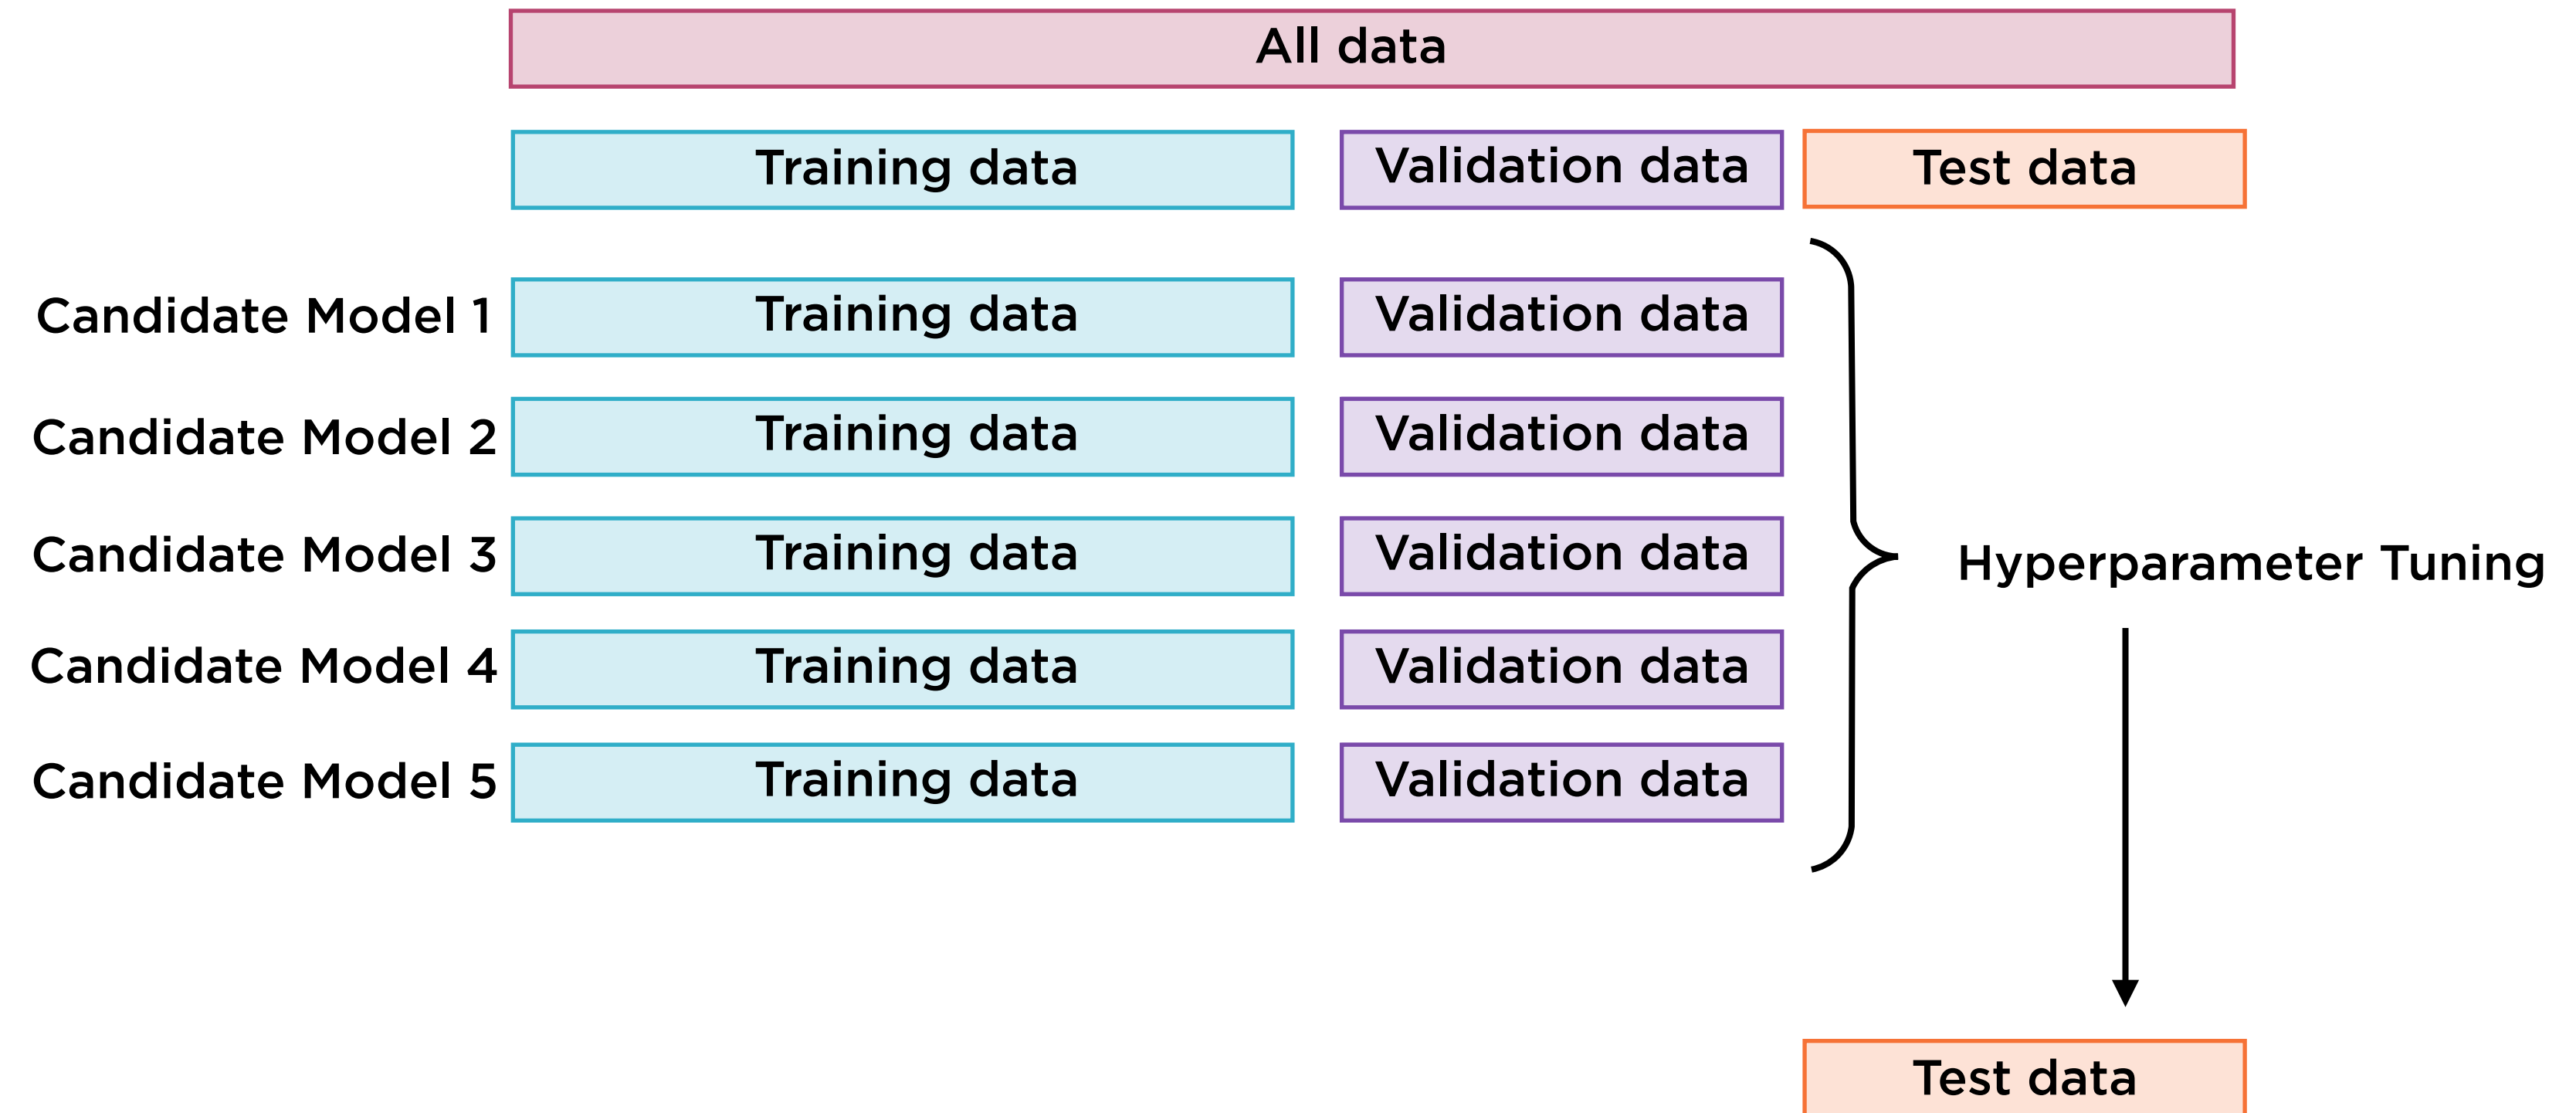 All data
Training data Validation data Test data
Candidate Model 1 Training data Validation data
Candidate Model 2 Training data Validation data
Candidate Model 3 Training data Validation data
Hyperparameter Tuning
Candidate Model 4 Training data Validation data
Candidate Model 5 Training data Validation data
Test data